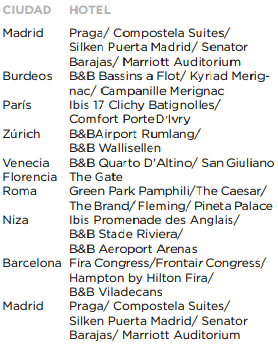 CIUDAD HOTEL
Madrid Praga/ Compostela Suites/
Silken Puerta Madrid/ Senator
Barajas/ Marriott Auditorium
Burdeos B&B Bassins a Flot/ Kyriad Merig-
nac/ Campanille Merignac
París Ibis 17 Clichy Batignolles/
Comfort PorteD'Ivry
Zúrich B&BAirport Rumlang/
B&B Wallisellen
Venecia B&B Quarto D'Altino/ San Giuliano
Florencia The Gate
Roma Green Park Pamphili/The Caesar/
The Brand/ Fleming/ Pineta Palace
Niza Ibis Promenade des Anglais/
B&B Stade Riviera/
B&B Aeroport Arenas
Barcelona Fira Congress/Frontair Congress/
Hampton by Hilton Fira/
B&B Viladecans
Madrid Praga/ Compostela Suites/
Silken Puerta Madrid/ Senator
Barajas/ Marriott Auditorium